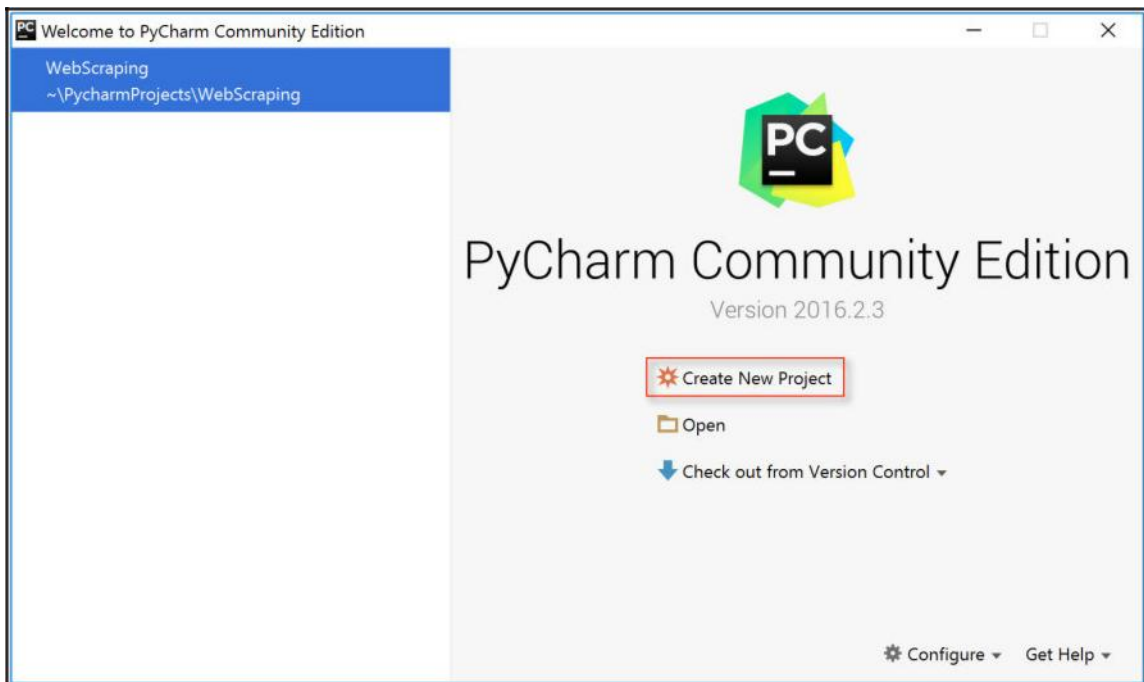 PC Welcome to PyCharm Community Edition
WebScraping
~\PycharmProjects\WebScraping
PC
PyCharm Community Edition
Version 2016.2.3
Create New Project
Open
Check out from Version Control
Configure
Get Help